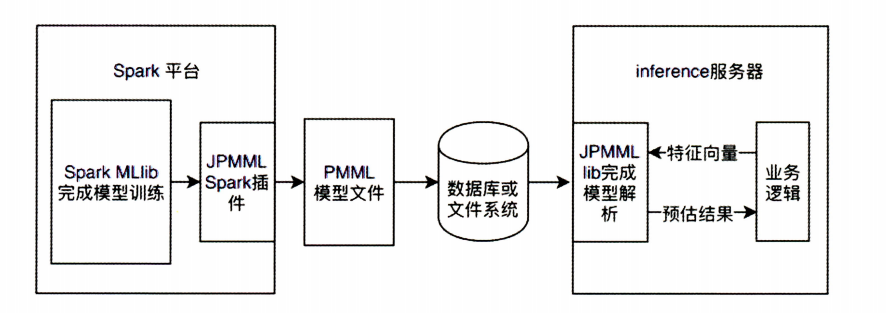 Spark 平台
Spark MLlib
完成模型训练
JPMML
Spark插
件
PMML
模型文件
数据库或
文件系统
inference服务器
JPMML
lib完成
模型解
析
特征向量
预估结果
业务
逻辑